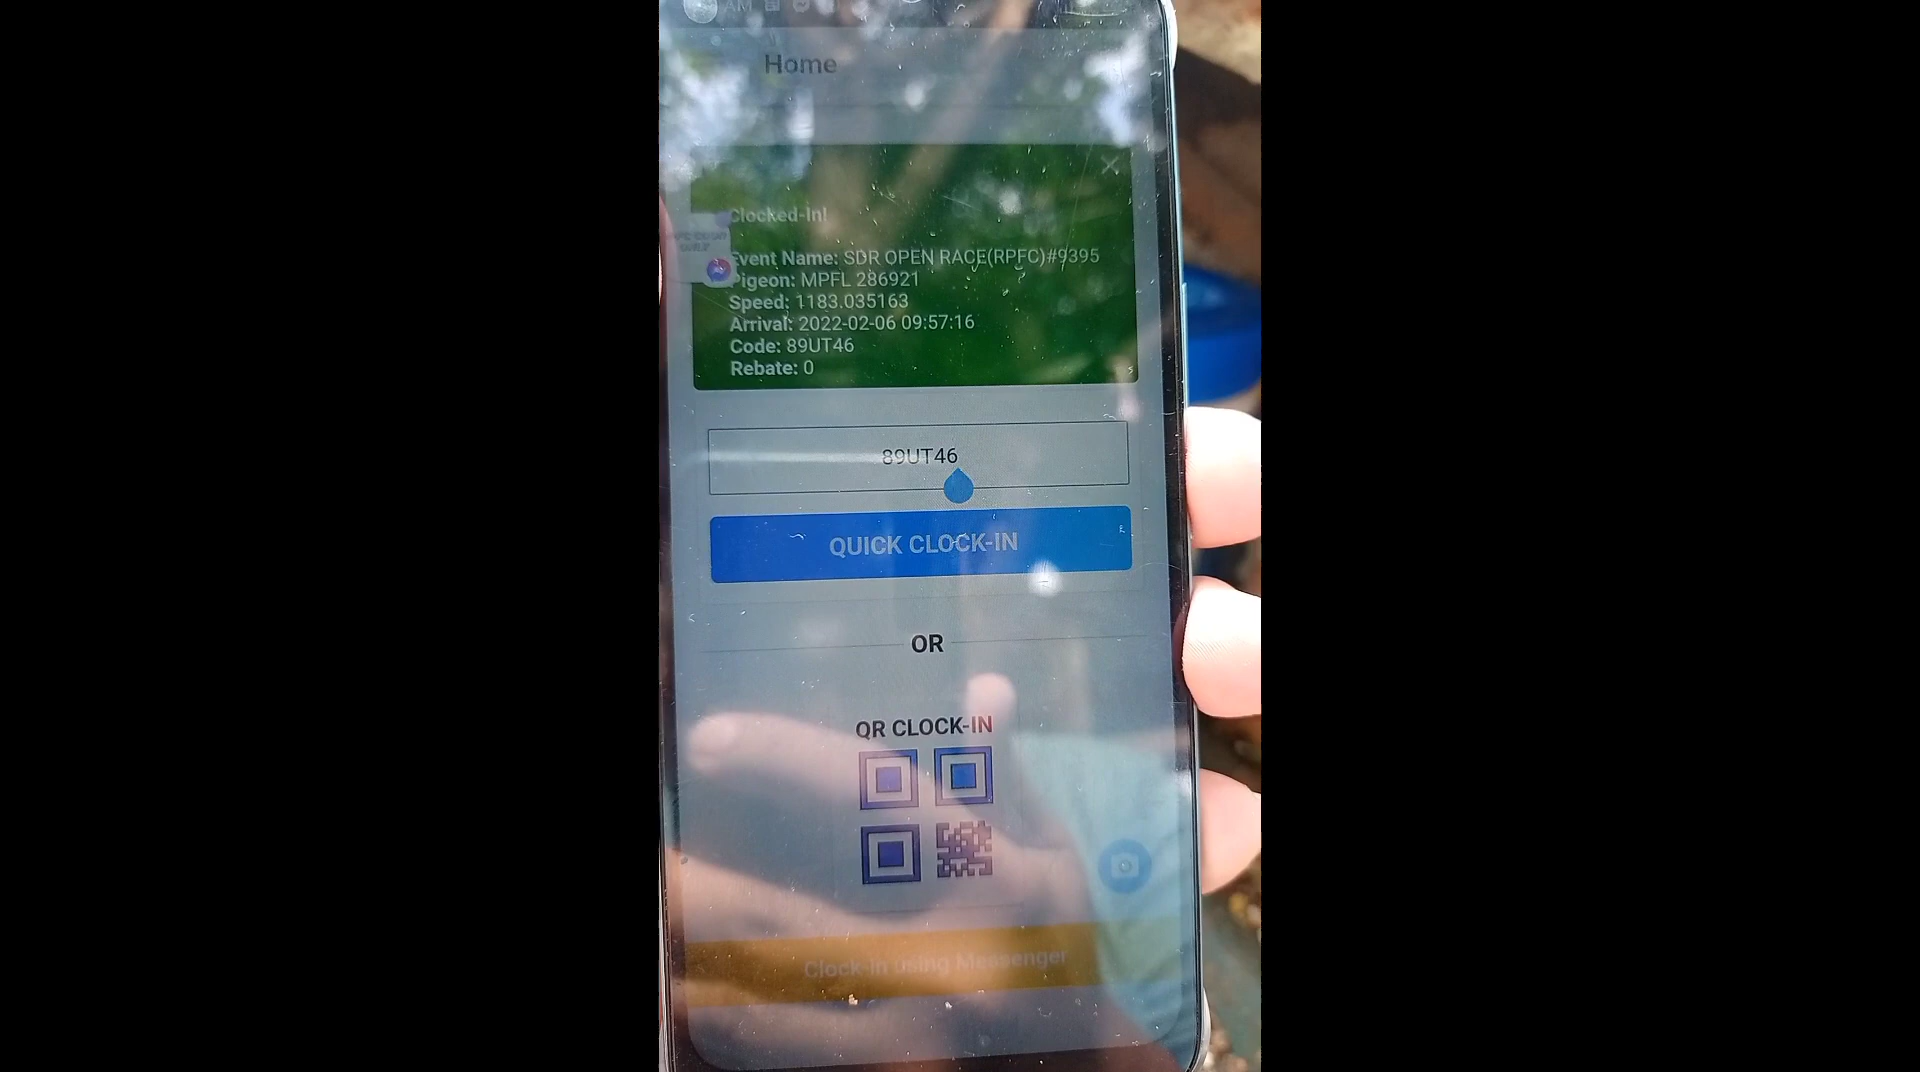 AM
Home
Clocked-In!
Event Name: SDR OPEN RACE(RPFC)#9395
Pigeon: MPFL 286921
Speed: 1183.035163
Arrival: 2022-02-06 09:57:16
Code: 89UT46
Rebate: 0
89UT46
QUICK CLOCK-IN
OR
QR CLOCK-IN
Clock-in using Messenger